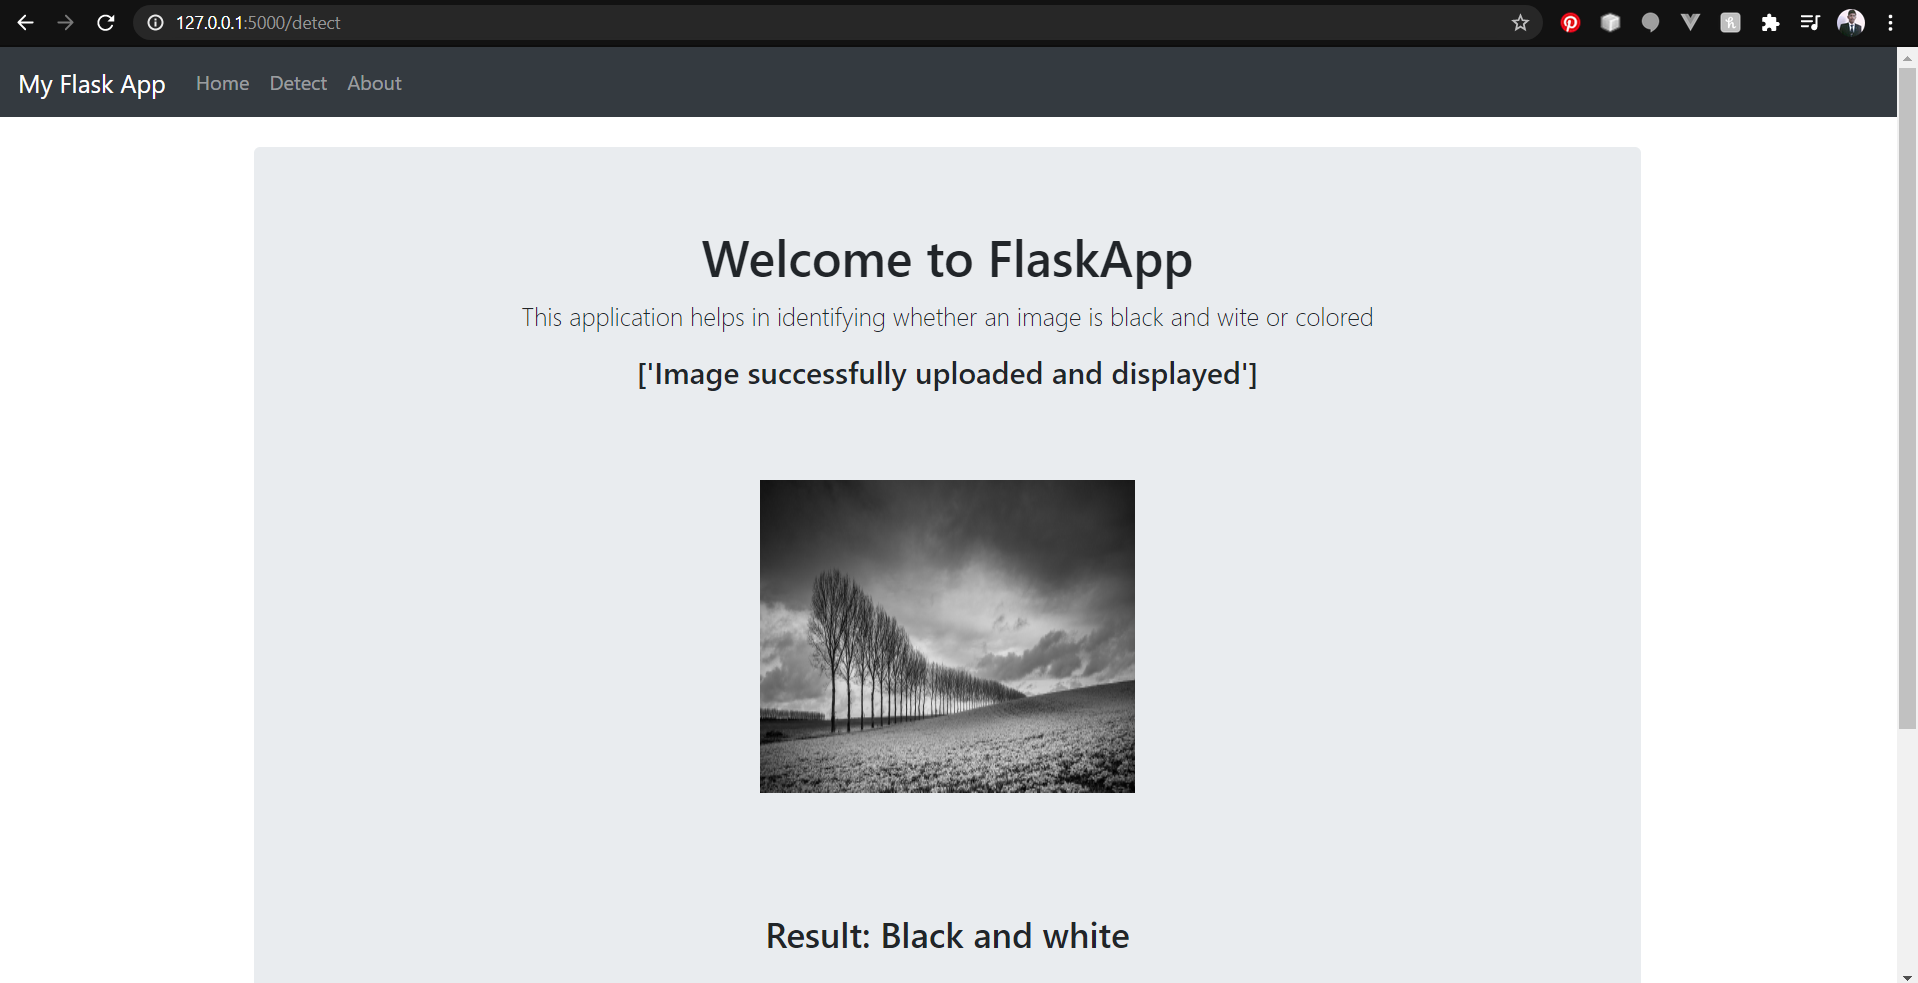 127.0.0.1:5000/detect
My Flask App Home Detect About
Welcome to FlaskApp
This application helps in identifying whether an image is black and wite or colored
['Image successfully uploaded and displayed']
Result: Black and white